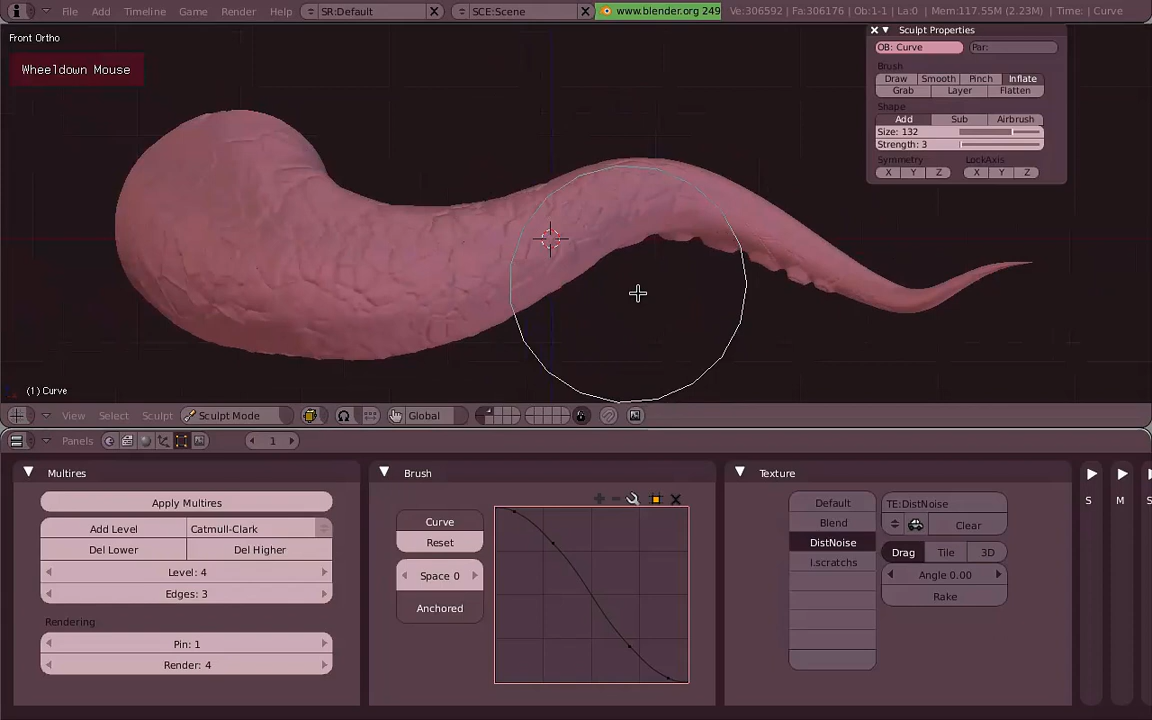 File Add Timeline Game Render Help SR:Default SCE:Scene www.blender.org 249 Ve:306592 | Fa:306176 | Ob:1-1 | La:0 | Mem:117.55M (2.23M) | Time: | Curve
Front Ortho
Wheeldown Mouse
Sculpt Properties
OB: Curve Par:
Brush
Draw Smooth Pinch Inflate
Grab Layer Flatten
Shape
Add Sub Airbrush
Size: 132
Strength: 3
Symmetry LockAxis
X Y Z X Y Z
(1) Curve
View Select Sculpt Sculpt Mode Global
Panels 1
Multires
Apply Multires
Add Level Catmull-Clark
Del Lower Del Higher
Level: 4
Edges: 3
Rendering
Pin: 1
Render: 4
Brush
Curve
Reset
Space 0
Anchored
Texture
Default
Blend
DistNoise
I.scratchs
TE:DistNoise
Clear
Drag Tile 3D
Angle 0.00
Rake
S M S